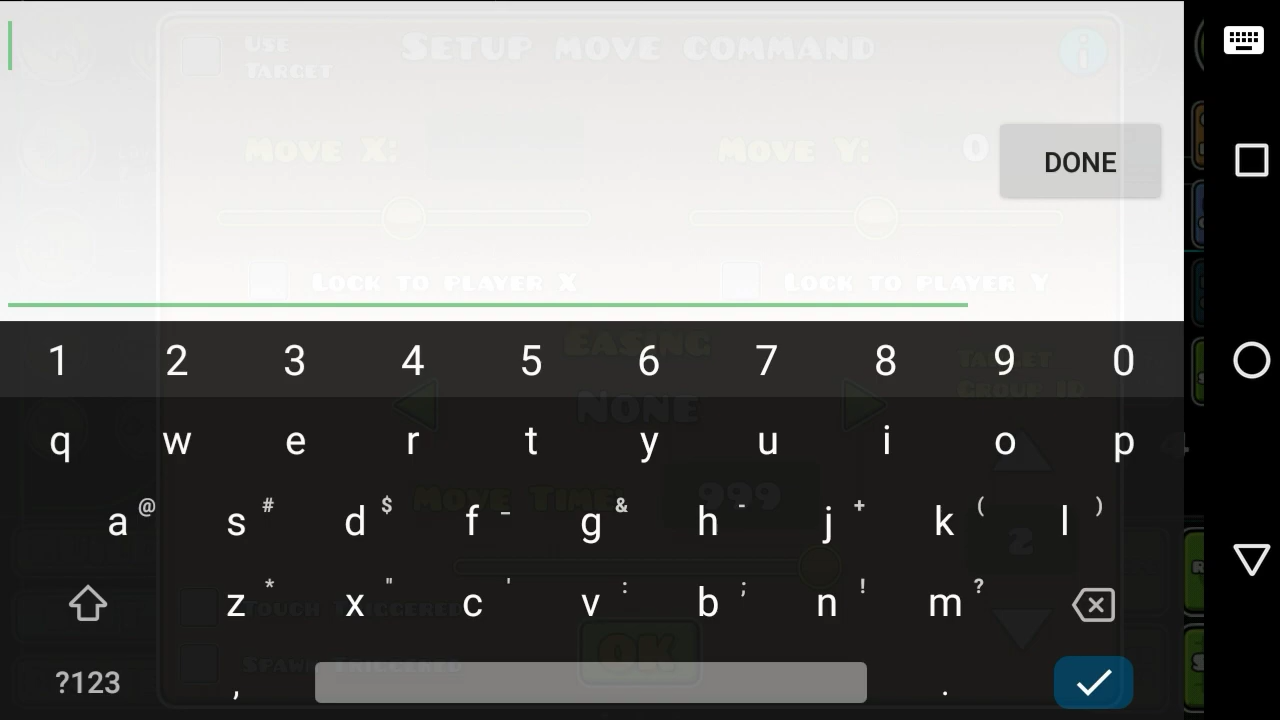 USE
TARGET
SETUP MOVE COMMAND
MOVE X:
MOVE Y: 0
DONE
LOCK TO PLAYER X
LOCK TO PLAYER Y
EASING
NONE
TARGET
GROUP ID
MOVE TIME: 999
2
TOUCH TRIGGERED
SPAWN TRIGGERED
OK
1 2 3 4 5 6 7 8 9 0
q w e r t y u i o p
a @ s # d $ f _ g & h - j + k ( l )
z * x " c ' v : b ; n ! m ?
?123 , .